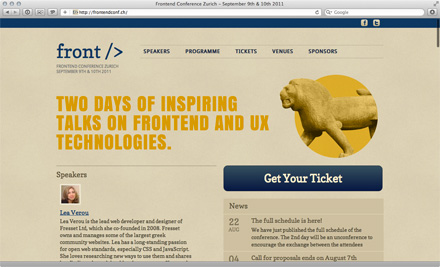 Frontend Conference Zurich – September 9th & 10th 2011
http://frontendconf.ch/
front />
FRONTEND CONFERENCE ZURICH
SEPTEMBER 9TH & 10TH 2011
SPEAKERS PROGRAMME TICKETS VENUES SPONSORS
TWO DAYS OF INSPIRING
TALKS ON FRONTEND AND UX
TECHNOLOGIES.
Speakers
Lea Verou
Lea Verou is the lead web developer and designer of
Fresset Ltd, which she co-founded in 2008. Fresset
owns and manages some of the largest greek
community websites. Lea has a long-standing passion
for open web standards, especially CSS and JavaScript.
She loves researching new ways to use them and shares
Get Your Ticket
News
22
AUG
The full schedule is here!
We have just published the full schedule of the
conference. The 2nd day will be an unconference to
encourage the exchange between the attendees
04
Call for proposals ends on August 7th